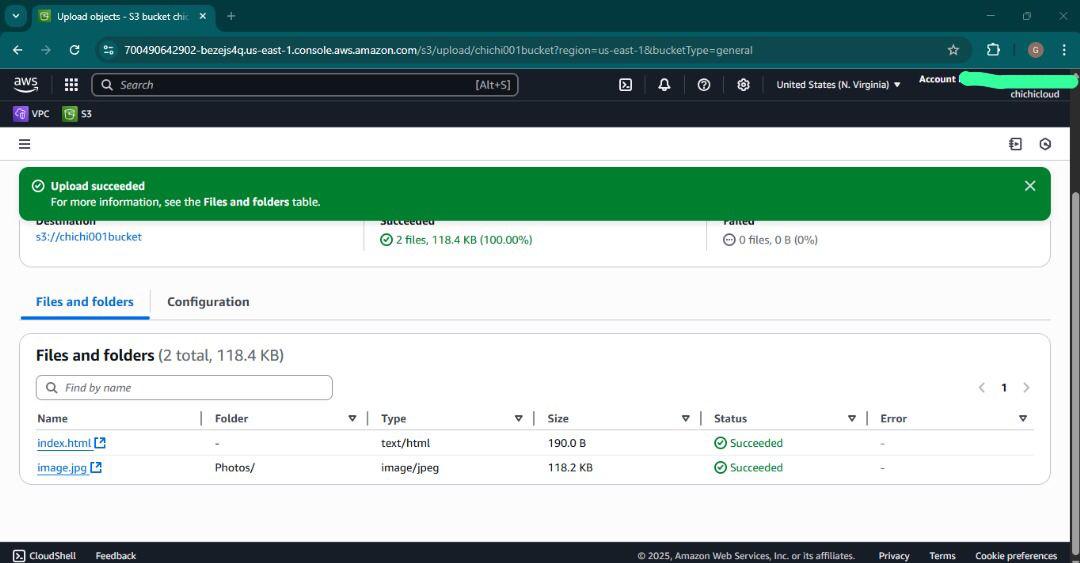 Upload objects - S3 bucket chic
700490642902-bezejs4q.us-east-1.console.aws.amazon.com/s3/upload/chichi001bucket?region=us-east-1&bucketType=general
G
aws
Search
[Alt+S]
United States (N. Virginia)
Account
chichicloud
VPC
S3
Upload succeeded
For more information, see the Files and folders table.
Destination
Succeeded
Failed
s3://chichi001bucket
2 files, 118.4 KB (100.00%)
0 files, 0 B (0%)
Files and folders
Configuration
Files and folders (2 total, 118.4 KB)
Find by name
1
Name Folder Type Size Status Error
index.html - text/html 190.0 B Succeeded -
image.jpg Photos/ image/jpeg 118.2 KB Succeeded -
CloudShell Feedback © 2025, Amazon Web Services, Inc. or its affiliates. Privacy Terms Cookie preferences